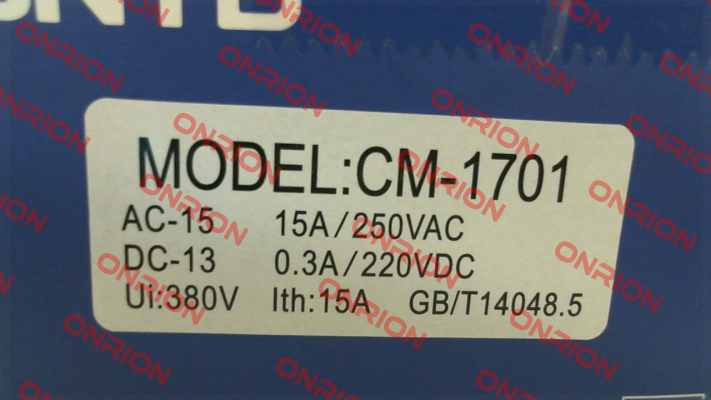 MODEL:CM-1701
AC-15 15A/250VAC
DC-13 0.3A/220VDC
Ui:380V Ith:15A GB/T14048.5
ONRION